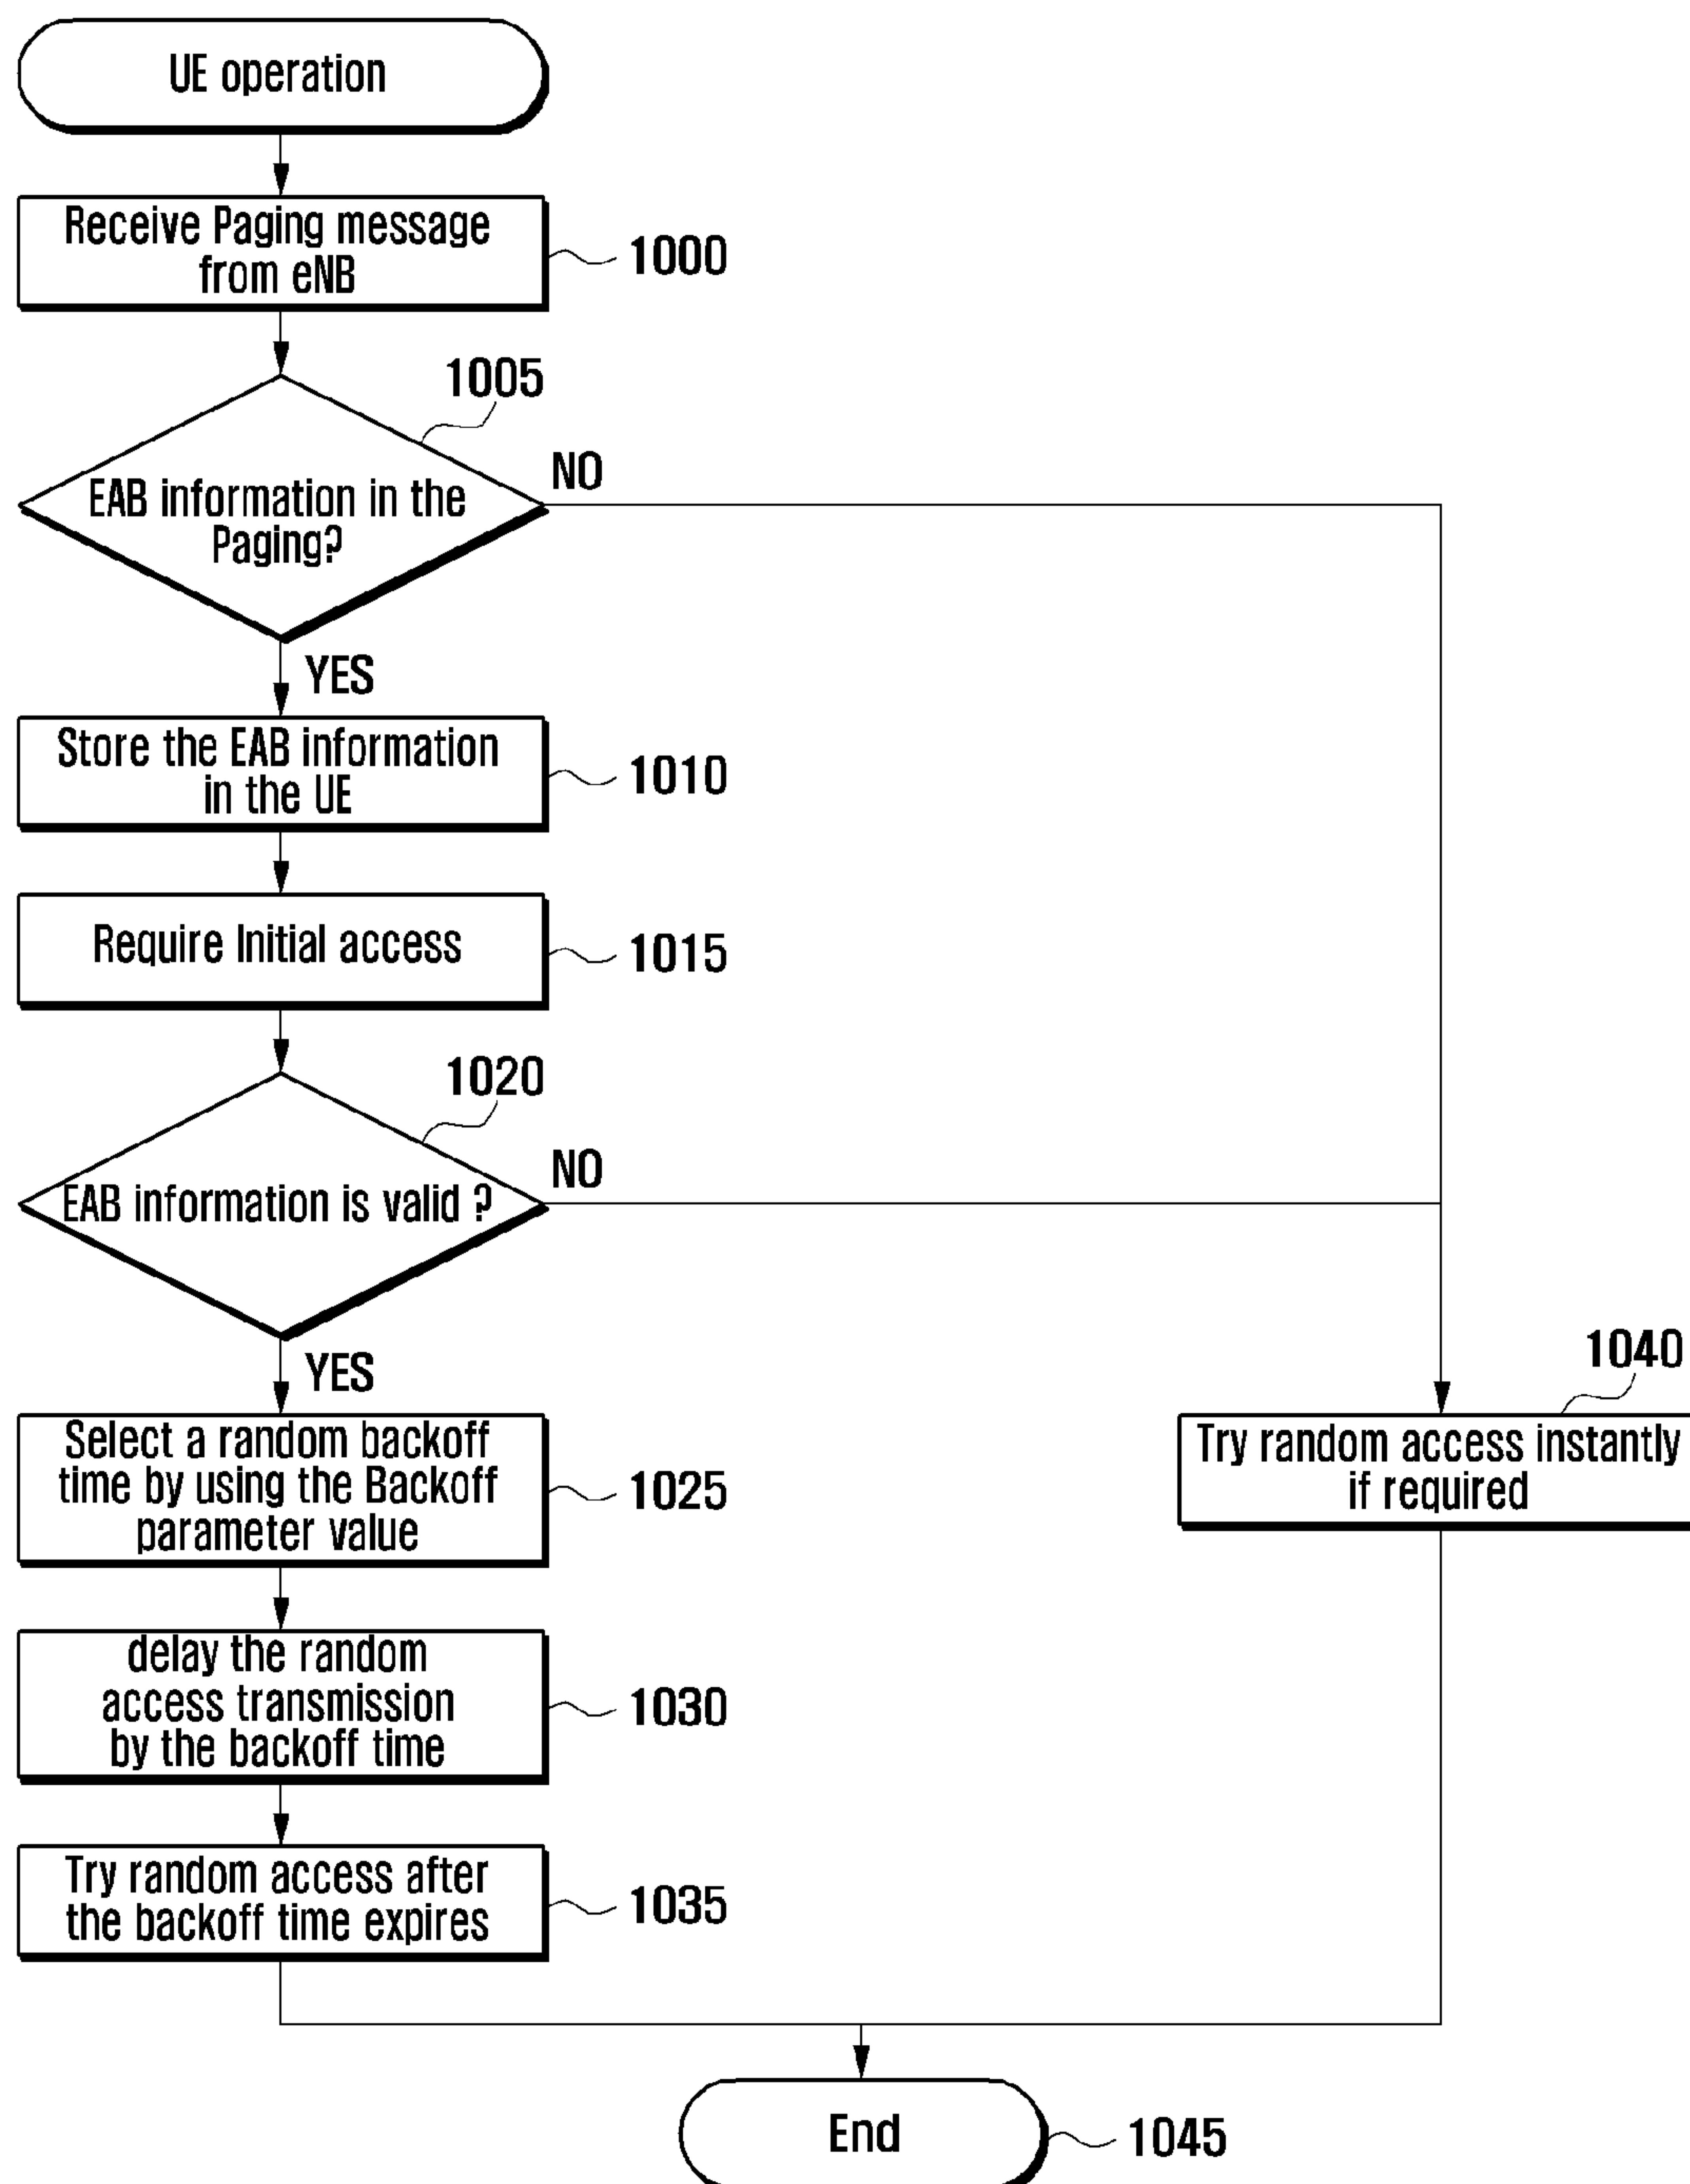 UE operation
Receive Paging message
from eNB
1000
1005
EAB information in the
Paging?
NO
YES
Store the EAB information
in the UE
1010
Require Initial access
1015
1020
EAB information is valid ?
NO
YES
Select a random backoff
time by using the Backoff
parameter value
1025
1040
Try random access instantly
if required
delay the random
access transmission
by the backoff time
1030
Try random access after
the backoff time expires
1035
End
1045